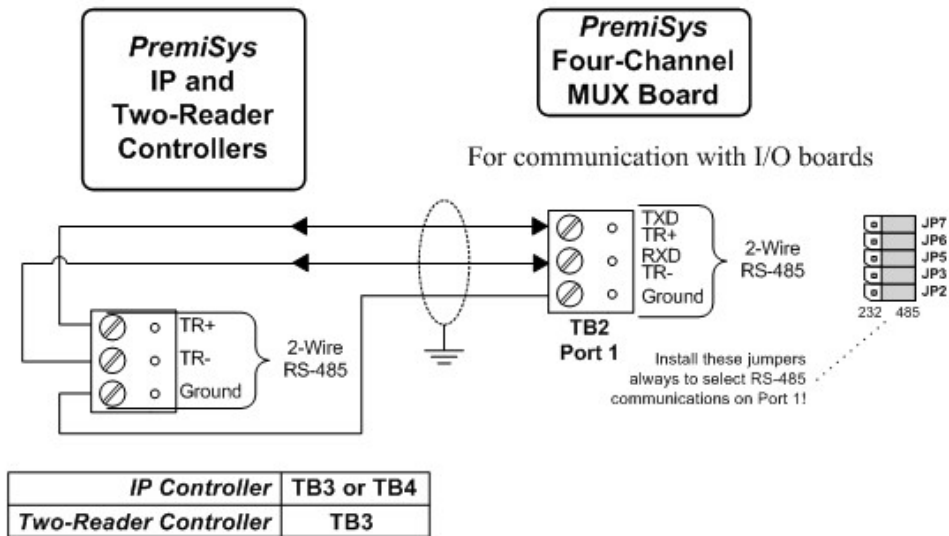 PremiSys
IP and
Two-Reader
Controllers
PremiSys
Four-Channel
MUX Board
For communication with I/O boards
TXD
TR+
RXD
TR-
Ground
2-Wire
RS-485
TB2
Port 1
JP7
JP6
JP5
JP3
JP2
232 485
Install these jumpers
always to select RS-485
communications on Port 1!
TR+
TR-
Ground
2-Wire
RS-485
IP Controller TB3 or TB4
Two-Reader Controller TB3